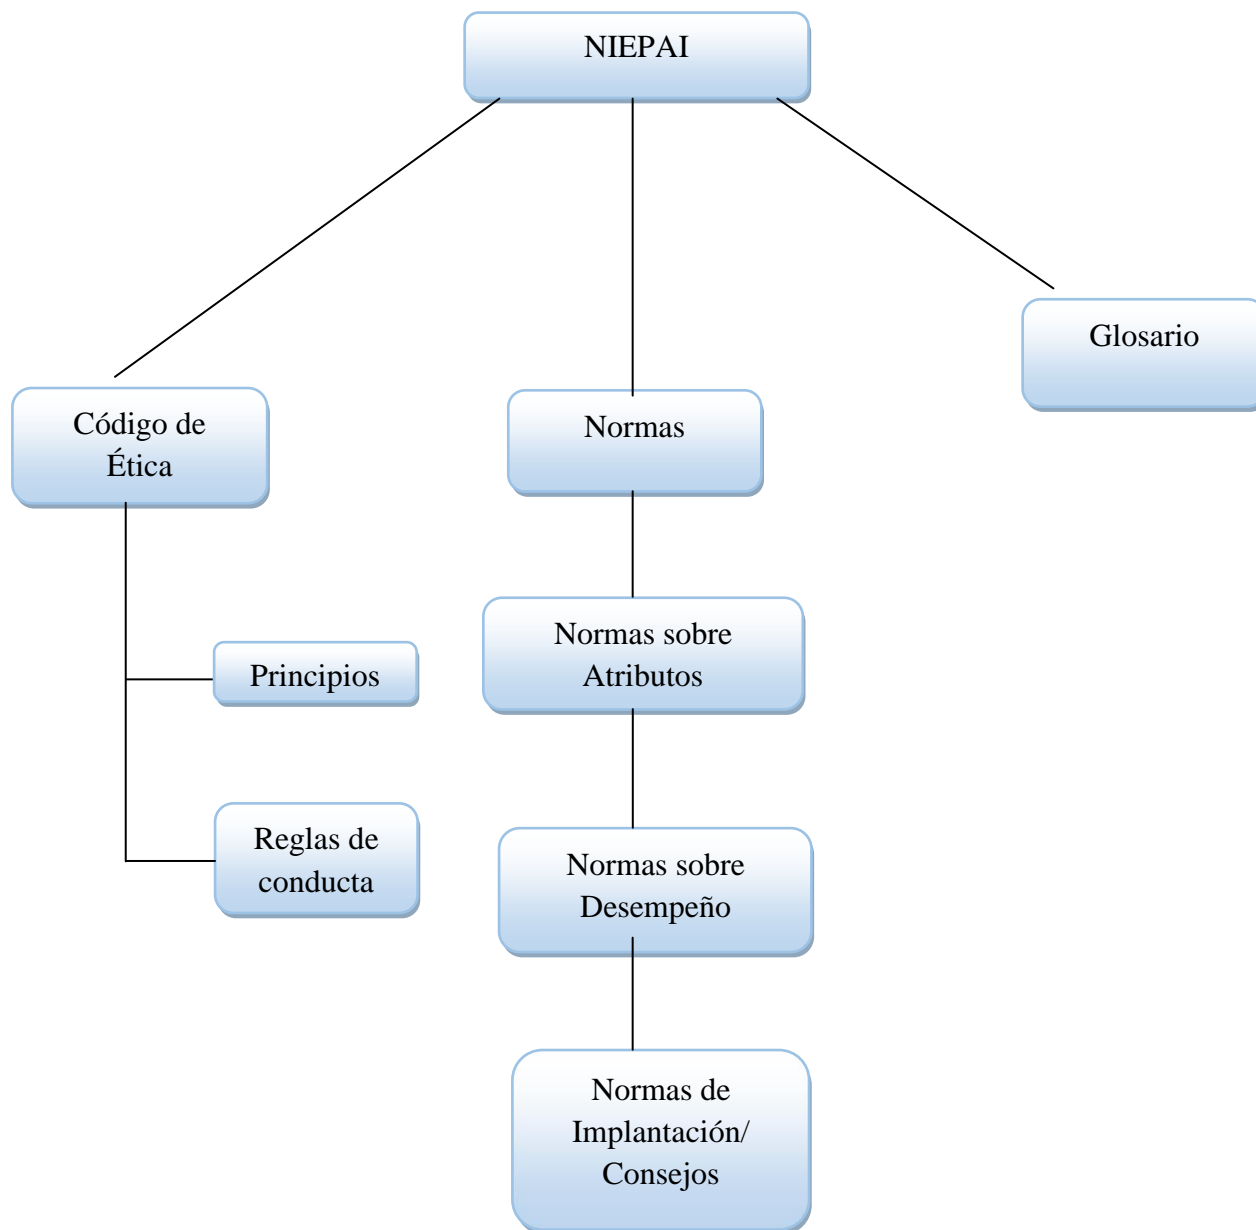 NIEPAI
Glosario
Código de
Ética
Normas
Normas sobre
Atributos
Principios
Reglas de
conducta
Normas sobre
Desempeño
Normas de
Implantación/
Consejos